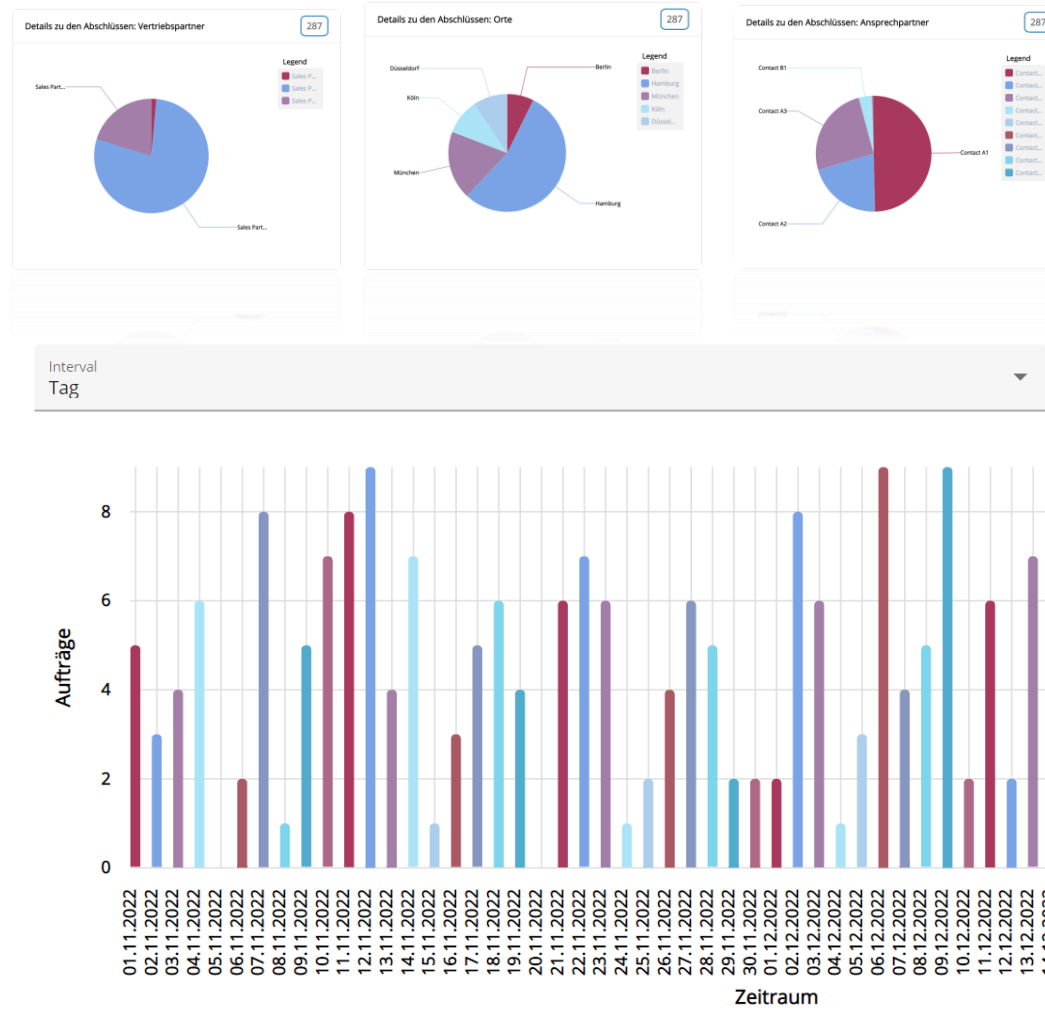 Details zu den Abschlüssen: Vertriebspartner
287
Legend
Sales P...
Sales P...
Sales P...
Sales Part...
Sales Part...
Details zu den Abschlüssen: Orte
287
Legend
Berlin
Hamburg
München
Köln
Düssel...
Düsseldorf
Berlin
Köln
München
Hamburg
Details zu den Abschlüssen: Ansprechpartner
287
Legend
Contact...
Contact...
Contact...
Contact...
Contact...
Contact...
Contact...
Contact...
Contact...
Contact B1
Contact A3
Contact A1
Contact A2
Interval
Tag
Aufträge
8
6
4
2
0
01.11.2022
02.11.2022
03.11.2022
04.11.2022
05.11.2022
06.11.2022
07.11.2022
08.11.2022
09.11.2022
10.11.2022
11.11.2022
12.11.2022
13.11.2022
14.11.2022
15.11.2022
16.11.2022
17.11.2022
18.11.2022
19.11.2022
20.11.2022
21.11.2022
22.11.2022
23.11.2022
24.11.2022
25.11.2022
26.11.2022
27.11.2022
28.11.2022
29.11.2022
30.11.2022
01.12.2022
02.12.2022
03.12.2022
04.12.2022
05.12.2022
06.12.2022
07.12.2022
08.12.2022
09.12.2022
10.12.2022
11.12.2022
12.12.2022
13.12.2022
Zeitraum